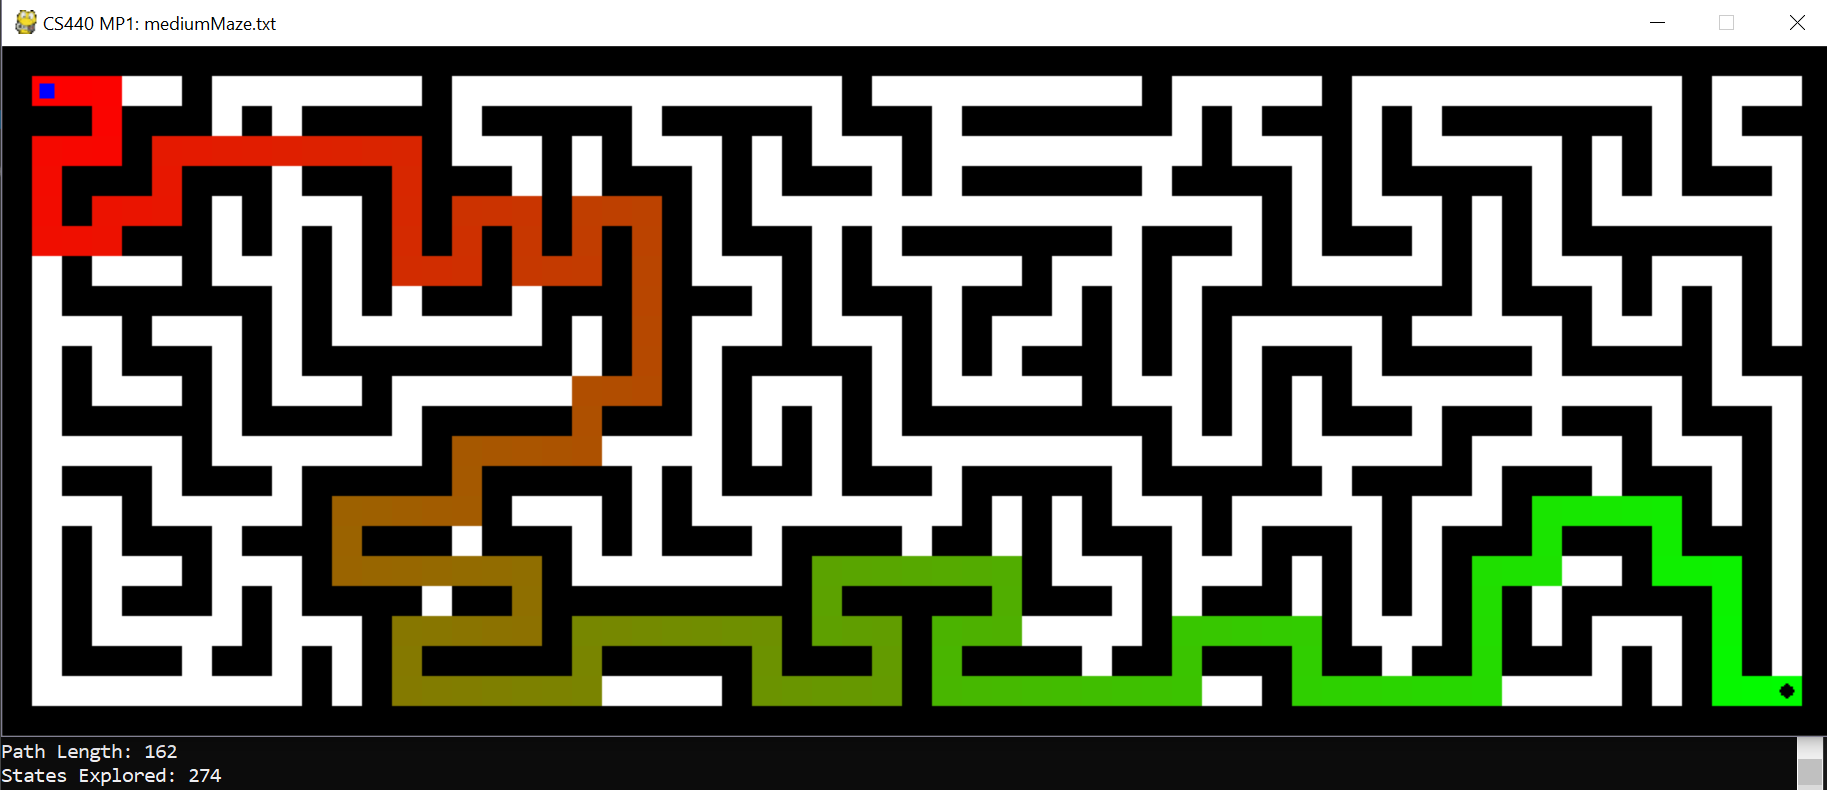 CS440 MP1: mediumMaze.txt
Path Length: 162
States Explored: 274